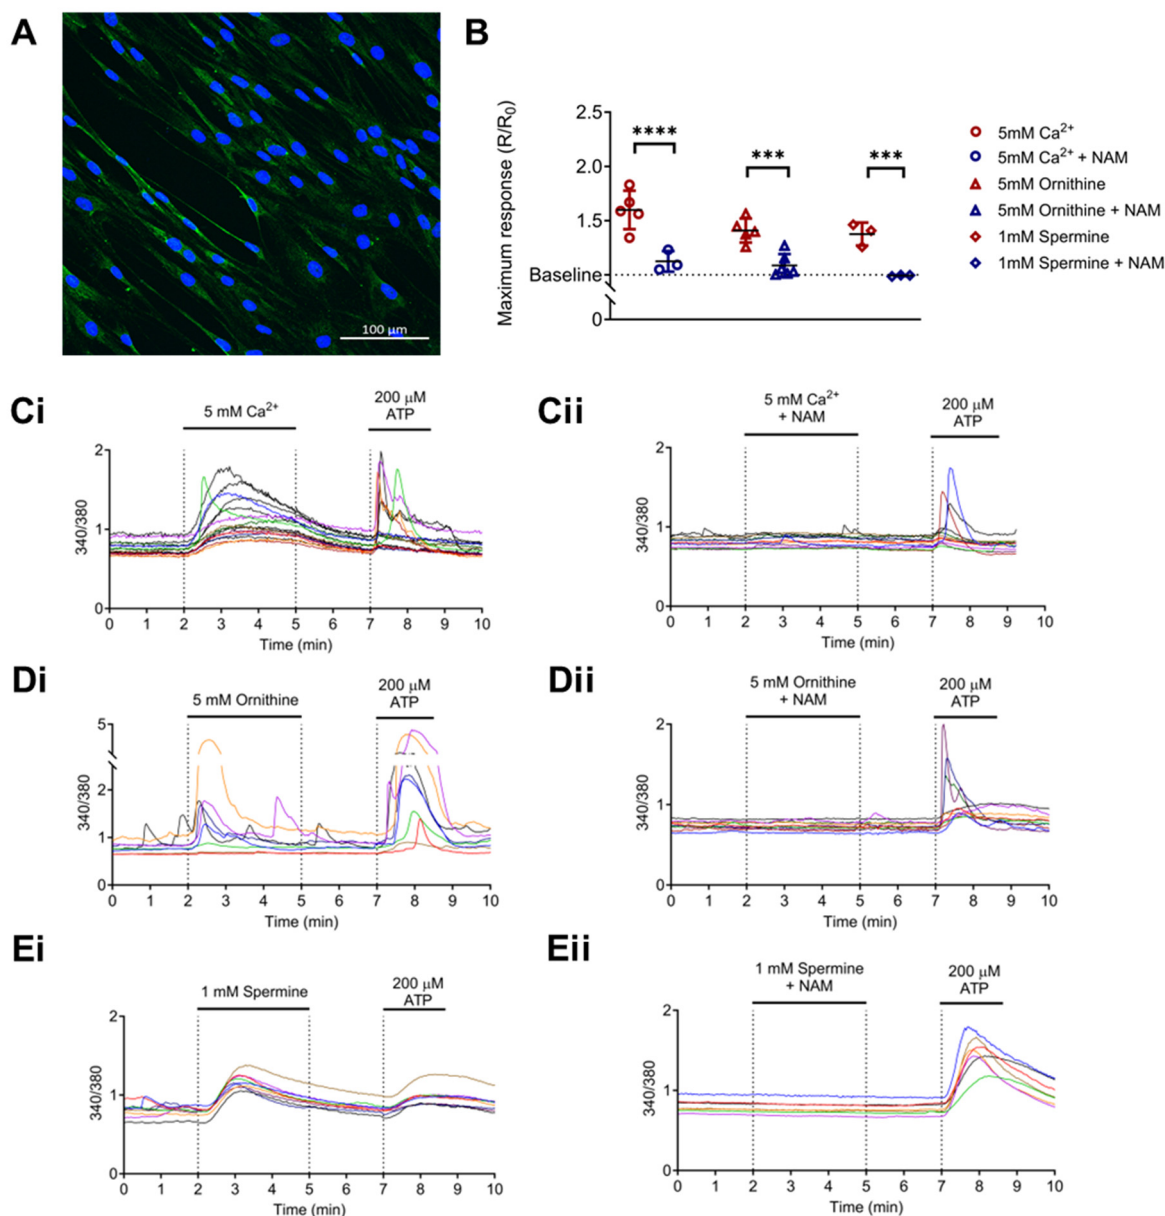 A
100 μm
B
Maximum response (R/R0)
2.5
2.0
1.5
Baseline
0
****
***
***
5mM Ca2+
5mM Ca2+ + NAM
5mM Ornithine
5mM Ornithine + NAM
1mM Spermine
1mM Spermine + NAM
Ci
5 mM Ca2+
200 μM
ATP
340/380
2
1
0
0 1 2 3 4 5 6 7 8 9 10
Time (min)
Cii
5 mM Ca2+
+ NAM
200 μM
ATP
340/380
2
1
0
0 1 2 3 4 5 6 7 8 9 10
Time (min)
Di
5 mM Ornithine
200 μM
ATP
340/380
5
2
1
0
0 1 2 3 4 5 6 7 8 9 10
Time (min)
Dii
5 mM Ornithine
+ NAM
200 μM
ATP
340/380
2
1
0
0 1 2 3 4 5 6 7 8 9 10
Time (min)
Ei
1 mM Spermine
200 μM
ATP
340/380
2
1
0
0 1 2 3 4 5 6 7 8 9 10
Time (min)
Eii
1 mM Spermine
+ NAM
200 μM
ATP
340/380
2
1
0
0 1 2 3 4 5 6 7 8 9 10
Time (min)